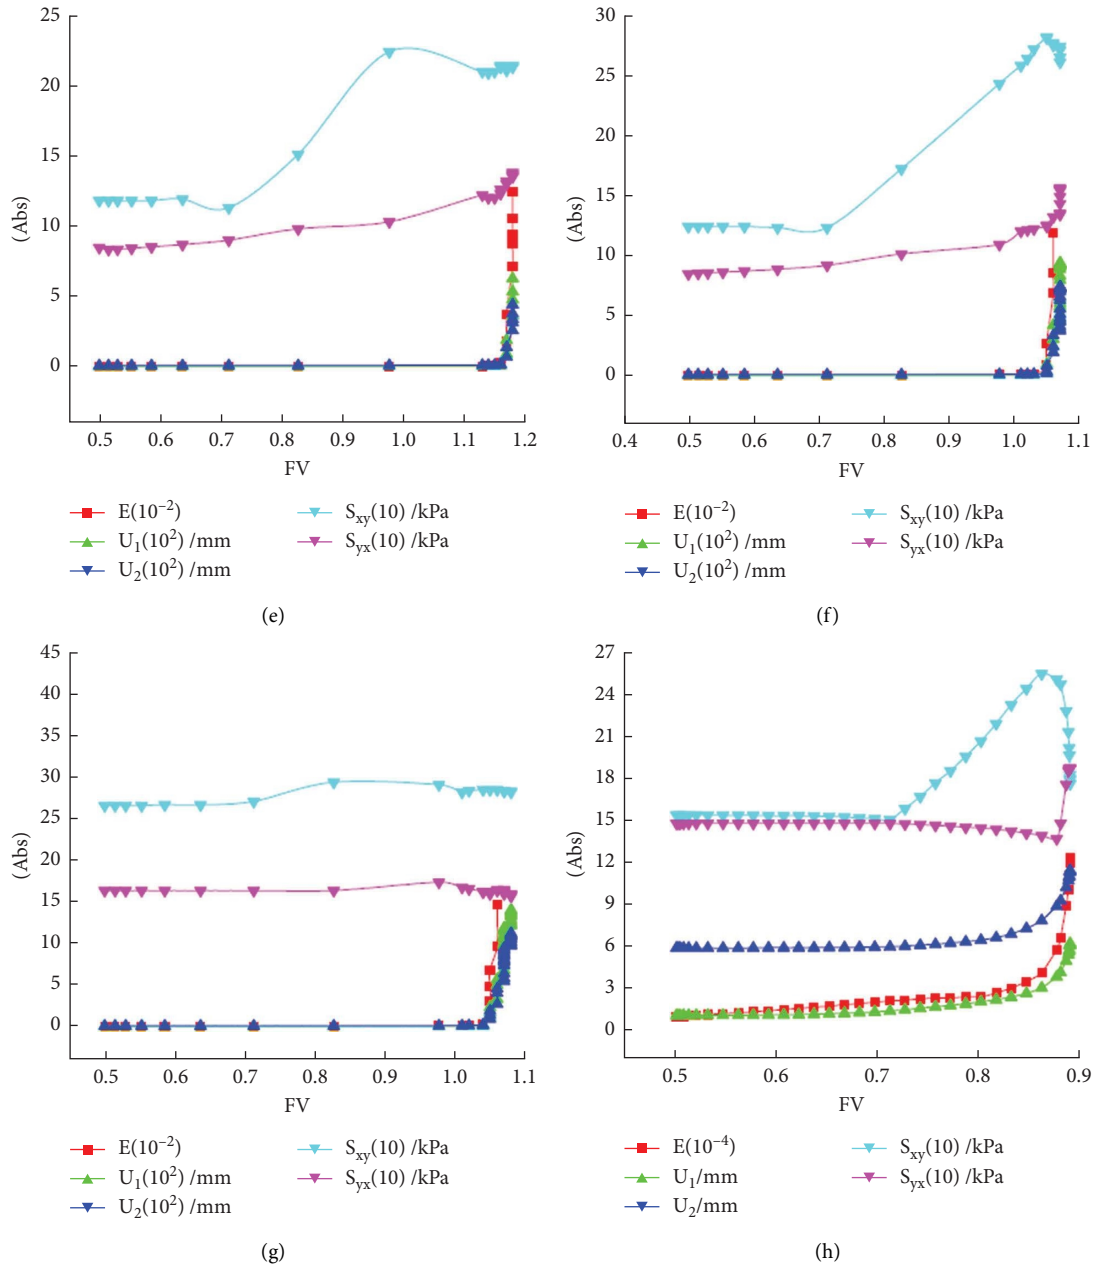 25
20
15
10
5
0
(Abs)
0.5 0.6 0.7 0.8 0.9 1.0 1.1 1.2
FV
E(10⁻²)
U₁(10²) /mm
U₂(10²) /mm
Sxy(10) /kPa
Syx(10) /kPa
(e)
30
25
20
15
10
5
0
(Abs)
0.4 0.5 0.6 0.7 0.8 0.9 1.0 1.1
FV
E(10⁻²)
U₁(10²) /mm
U₂(10²) /mm
Sxy(10) /kPa
Syx(10) /kPa
(f)
45
40
35
30
25
20
15
10
5
0
(Abs)
0.5 0.6 0.7 0.8 0.9 1.0 1.1
FV
E(10⁻²)
U₁(10²) /mm
U₂(10²) /mm
Sxy(10) /kPa
Syx(10) /kPa
(g)
27
24
21
18
15
12
9
6
3
0
(Abs)
0.5 0.6 0.7 0.8 0.9
FV
E(10⁻⁴)
U₁/mm
U₂/mm
Sxy(10) /kPa
Syx(10) /kPa
(h)